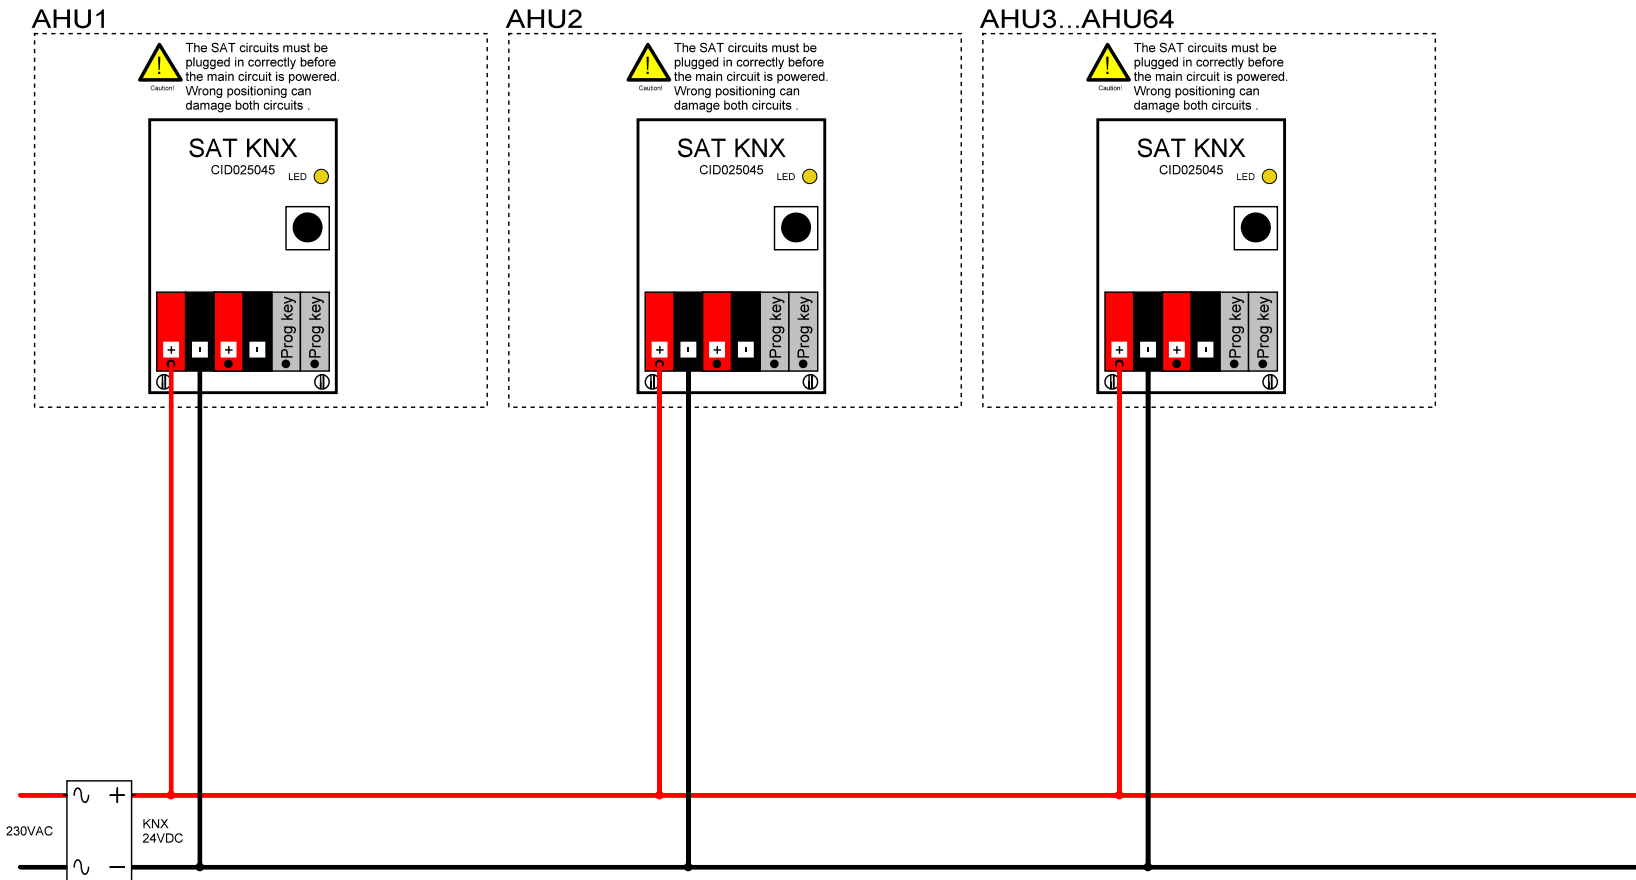 AHU1
The SAT circuits must be
plugged in correctly before
the main circuit is powered.
Wrong positioning can
damage both circuits .
!
Caution!
SAT KNX
CID025045
LED
+
-
+
-
Prog key
Prog key
AHU2
The SAT circuits must be
plugged in correctly before
the main circuit is powered.
Wrong positioning can
damage both circuits .
!
Caution!
SAT KNX
CID025045
LED
+
-
+
-
Prog key
Prog key
AHU3...AHU64
The SAT circuits must be
plugged in correctly before
the main circuit is powered.
Wrong positioning can
damage both circuits .
!
Caution!
SAT KNX
CID025045
LED
+
-
+
-
Prog key
Prog key
230VAC
∿ +
∿ −
KNX
24VDC